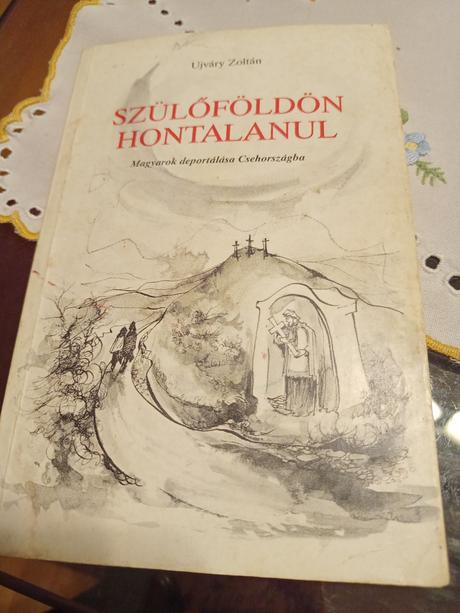 Ujváry Zoltán
SZÜLŐFÖLDÖN
HONTALANUL
Magyarok deportálása Csehországba